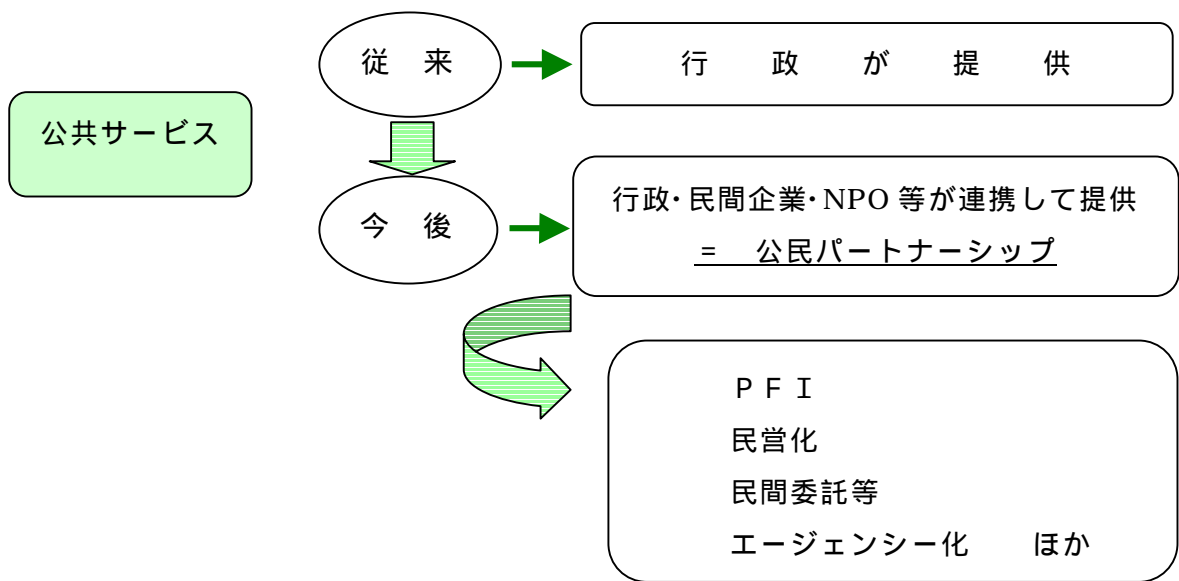 従 来
行 政 が 提 供
公共サービス
今 後
行政・民間企業・NPO 等が連携して提供
= 公民パートナーシップ
ＰＦＩ
民営化
民間委託等
エージェンシー化 ほか